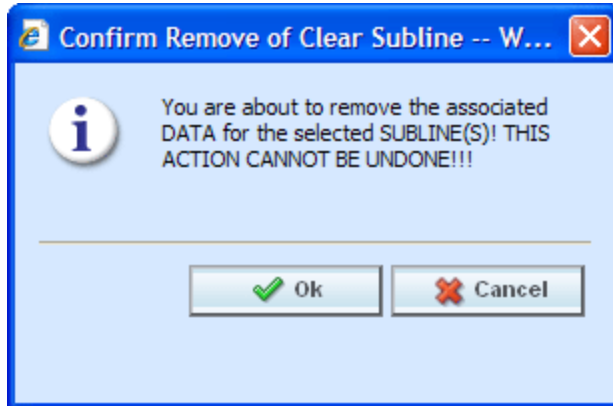 Confirm Remove of Clear Subline -- W...
You are about to remove the associated
DATA for the selected SUBLINE(S)! THIS
ACTION CANNOT BE UNDONE!!!
Ok
Cancel